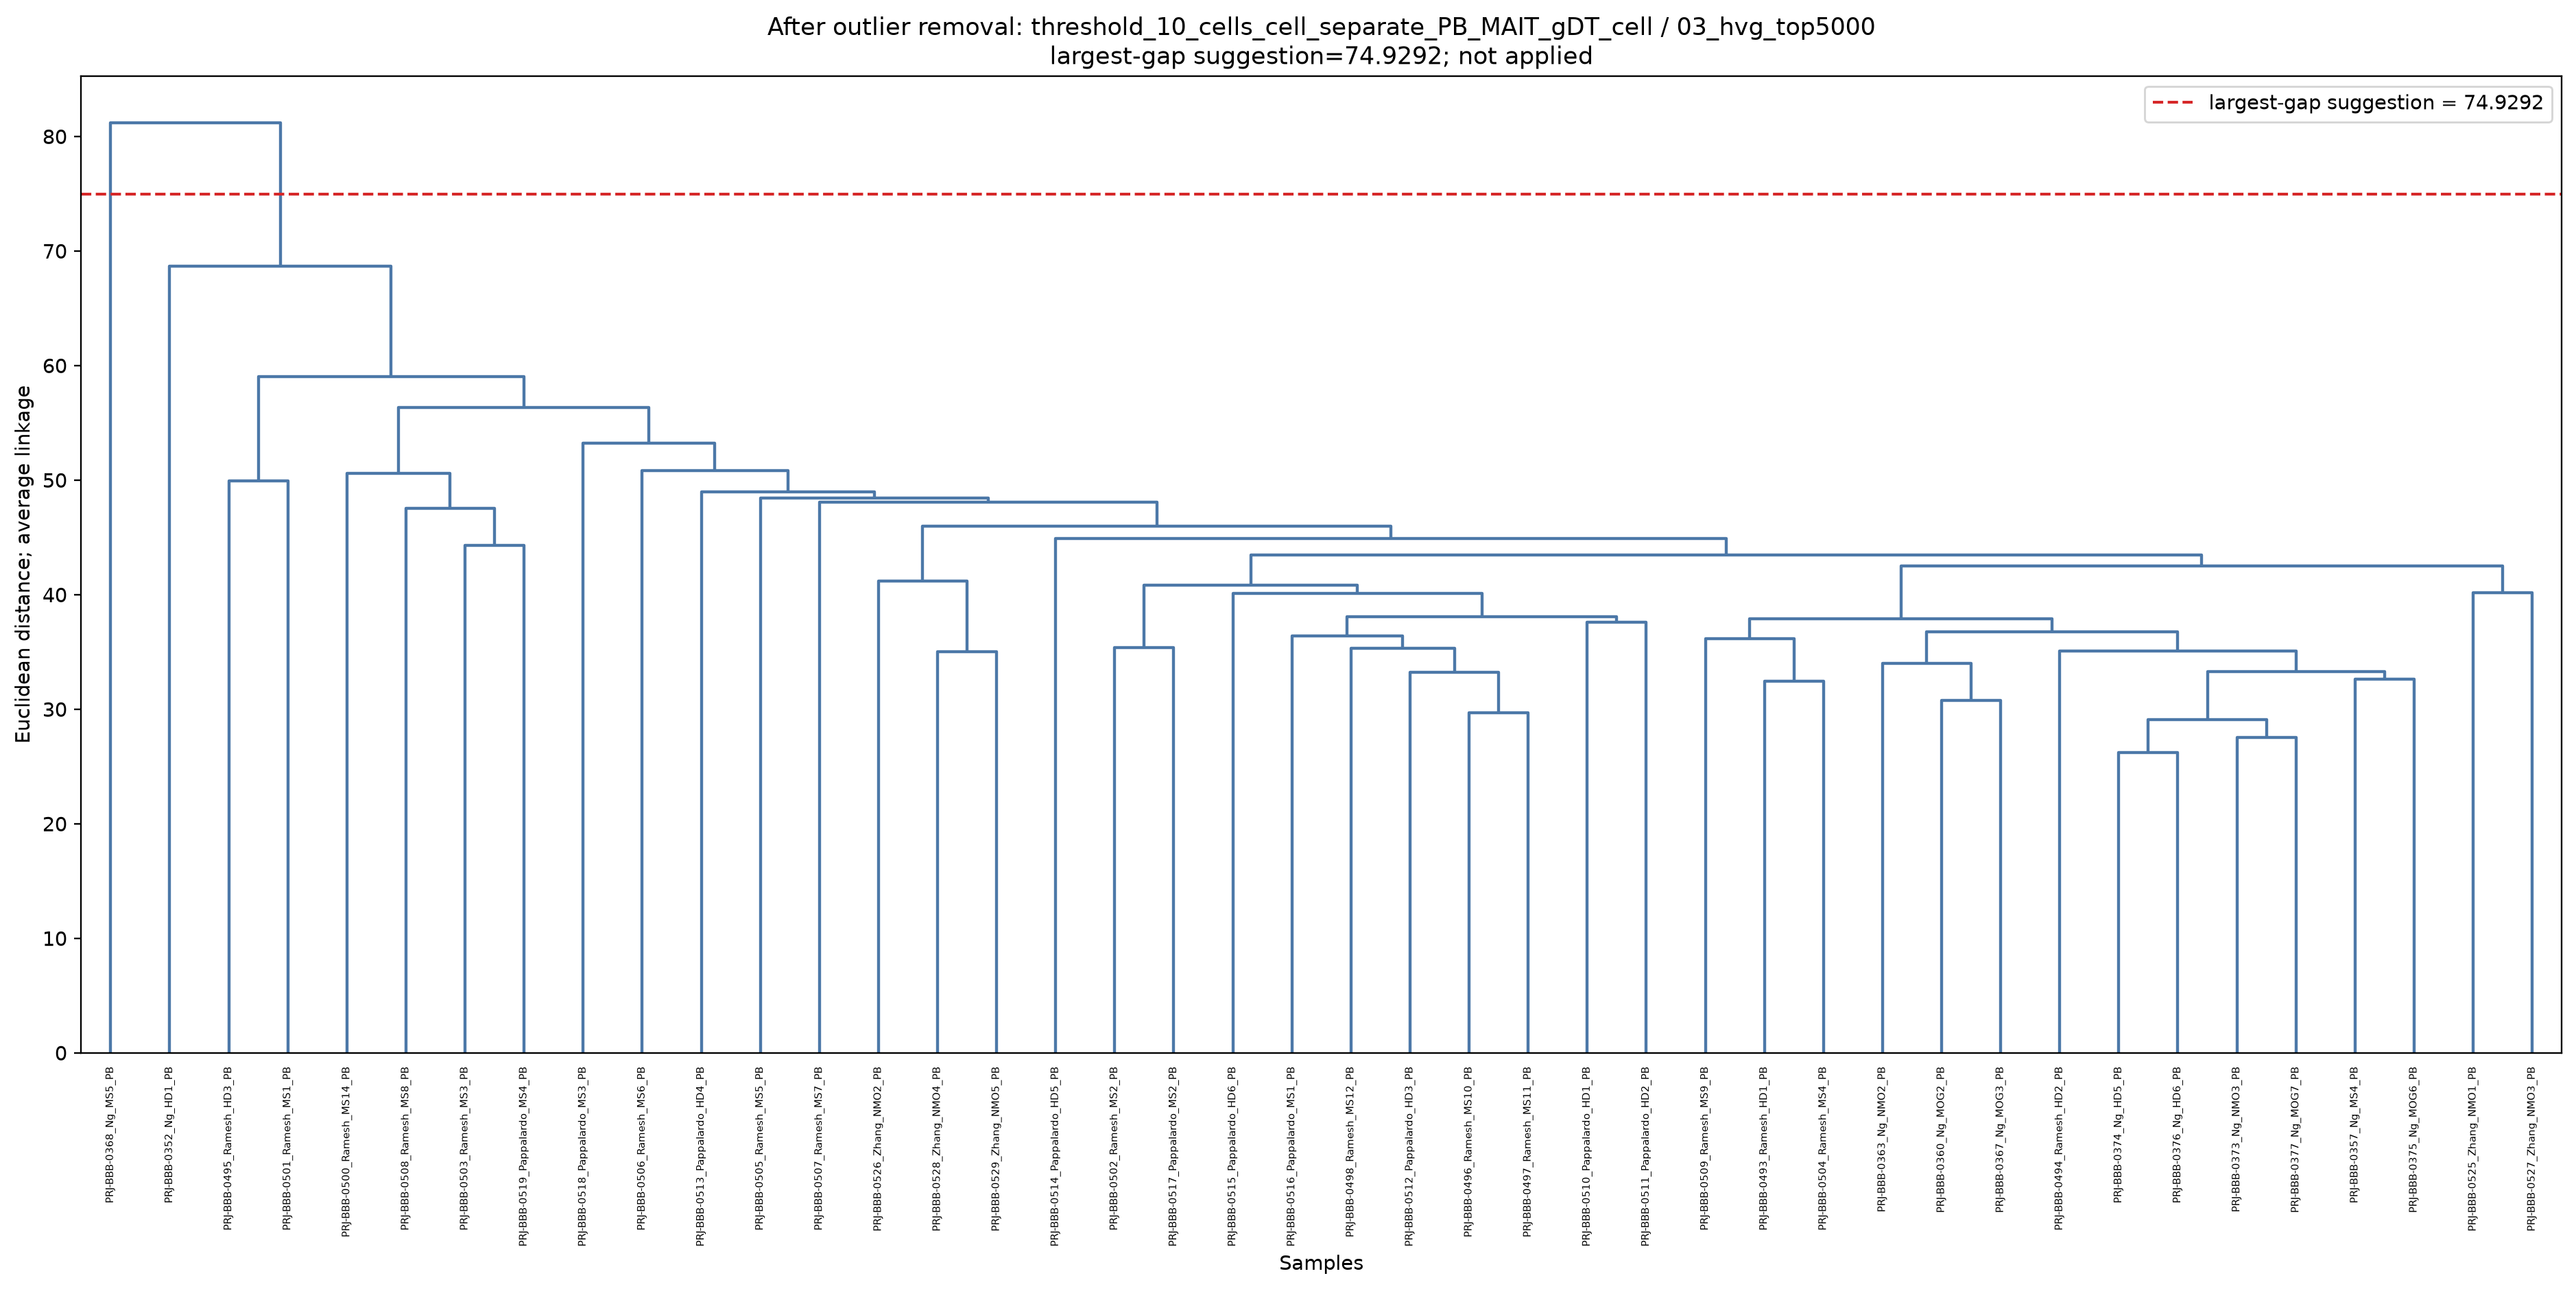 After outlier removal: threshold_10_cells_cell_separate_PB_MAIT_gDT_cell / 03_hvg_top5000
largest-gap suggestion=74.9292; not applied
largest-gap suggestion = 74.9292
Euclidean distance; average linkage
80
70
60
50
40
30
20
10
0
PRJ-BBB-0368_Ng_MS5_PB
PRJ-BBB-0352_Ng_HD1_PB
PRJ-BBB-0495_Ramesh_HD3_PB
PRJ-BBB-0501_Ramesh_MS1_PB
PRJ-BBB-0500_Ramesh_MS14_PB
PRJ-BBB-0508_Ramesh_MS8_PB
PRJ-BBB-0503_Ramesh_MS3_PB
PRJ-BBB-0519_Pappalardo_MS4_PB
PRJ-BBB-0518_Pappalardo_MS3_PB
PRJ-BBB-0506_Ramesh_MS6_PB
PRJ-BBB-0513_Pappalardo_HD4_PB
PRJ-BBB-0505_Ramesh_MS5_PB
PRJ-BBB-0507_Ramesh_MS7_PB
PRJ-BBB-0526_Zhang_NMO2_PB
PRJ-BBB-0528_Zhang_NMO4_PB
PRJ-BBB-0529_Zhang_NMO5_PB
PRJ-BBB-0514_Pappalardo_HD5_PB
PRJ-BBB-0502_Ramesh_MS2_PB
PRJ-BBB-0517_Pappalardo_MS2_PB
PRJ-BBB-0515_Pappalardo_HD6_PB
PRJ-BBB-0516_Pappalardo_MS1_PB
PRJ-BBB-0498_Ramesh_MS12_PB
PRJ-BBB-0512_Pappalardo_HD3_PB
PRJ-BBB-0496_Ramesh_MS10_PB
PRJ-BBB-0497_Ramesh_MS11_PB
PRJ-BBB-0510_Pappalardo_HD1_PB
PRJ-BBB-0511_Pappalardo_HD2_PB
PRJ-BBB-0509_Ramesh_MS9_PB
PRJ-BBB-0493_Ramesh_HD1_PB
PRJ-BBB-0504_Ramesh_MS4_PB
PRJ-BBB-0363_Ng_NMO2_PB
PRJ-BBB-0360_Ng_MOG2_PB
PRJ-BBB-0367_Ng_MOG3_PB
PRJ-BBB-0494_Ramesh_HD2_PB
PRJ-BBB-0374_Ng_HD5_PB
PRJ-BBB-0376_Ng_HD6_PB
PRJ-BBB-0373_Ng_NMO3_PB
PRJ-BBB-0377_Ng_MOG7_PB
PRJ-BBB-0357_Ng_MS4_PB
PRJ-BBB-0375_Ng_MOG6_PB
PRJ-BBB-0525_Zhang_NMO1_PB
PRJ-BBB-0527_Zhang_NMO3_PB
Samples